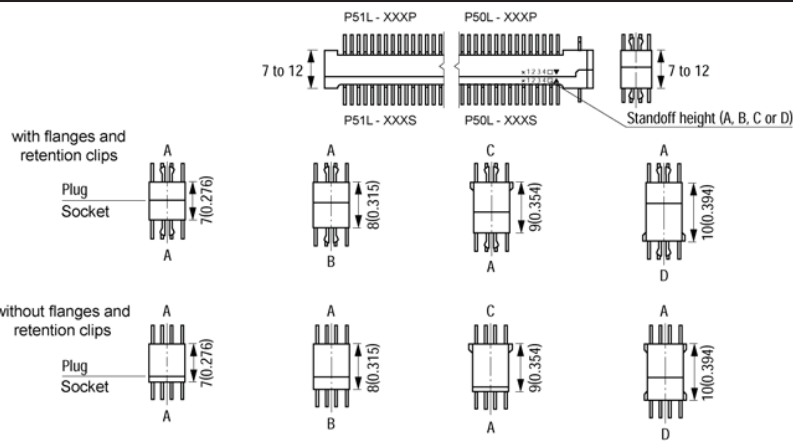 P51L - XXXP P50L - XXXP
7 to 12 7 to 12
P51L - XXXS P50L - XXXS
Standoff height (A, B, C or D)
with flanges and
retention clips
A A C A
Plug
Socket
7(0.276) 8(0.315) 9(0.354) 10(0.394)
A B A D
without flanges and
retention clips
A A C A
Plug
Socket
7(0.276) 8(0.315) 9(0.354) 10(0.394)
A B A D